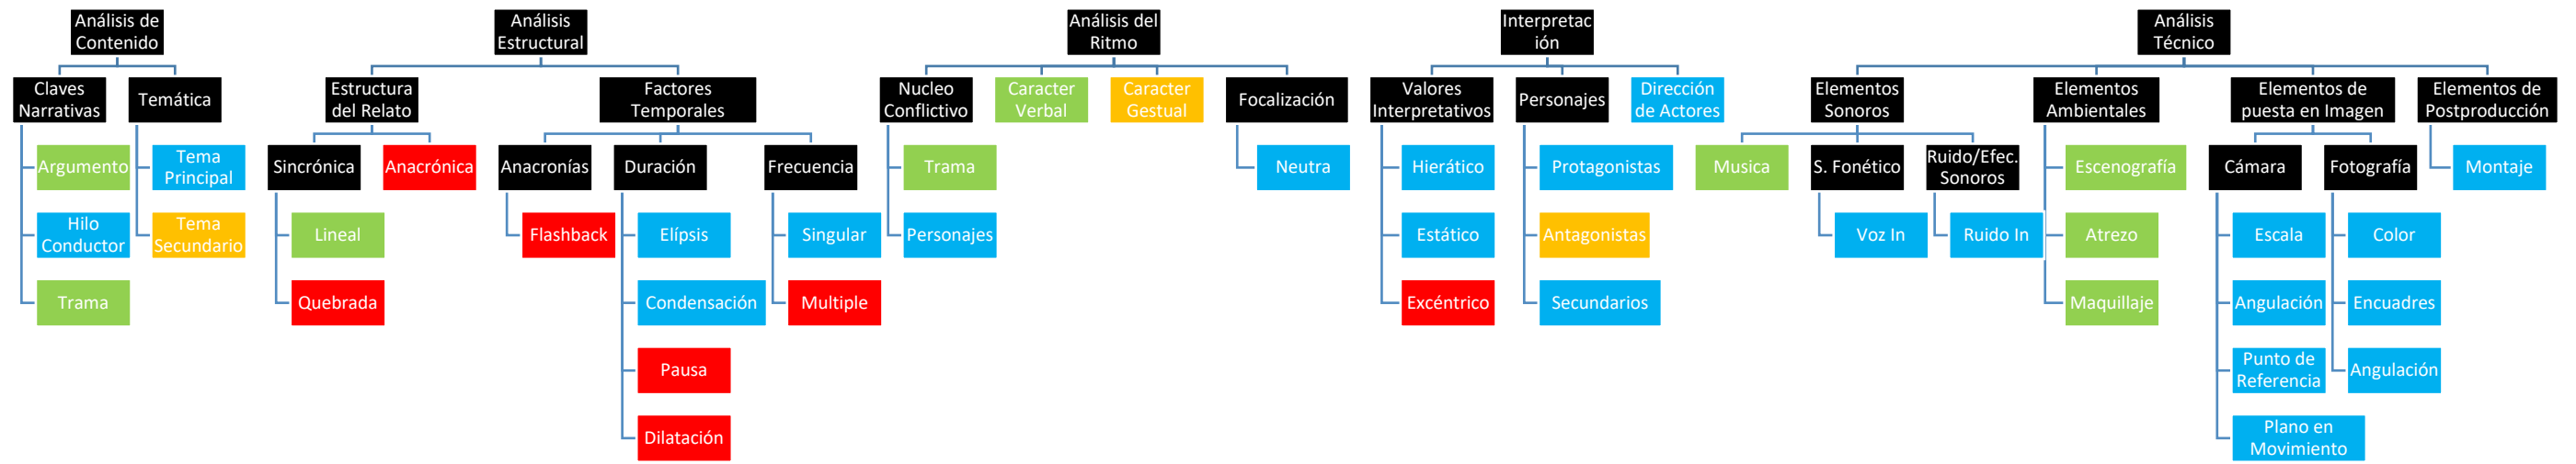 Análisis de
Contenido
Claves
Narrativas
Argumento
Hilo
Conductor
Trama
Temática
Tema
Principal
Tema
Secundario
Análisis
Estructural
Estructura
del Relato
Sincrónica
Lineal
Quebrada
Anacrónica
Factores
Temporales
Anacronías
Flashback
Duración
Elípsis
Condensación
Pausa
Dilatación
Frecuencia
Singular
Multiple
Análisis del
Ritmo
Nucleo
Conflictivo
Trama
Personajes
Caracter
Verbal
Caracter
Gestual
Focalización
Neutra
Interpretac
ión
Valores
Interpretativos
Hierático
Estático
Excéntrico
Personajes
Protagonistas
Antagonistas
Secundarios
Dirección
de Actores
Análisis
Técnico
Elementos
Sonoros
Musica
S. Fonético
Voz In
Ruido/Efec.
Sonoros
Ruido In
Elementos
Ambientales
Escenografía
Atrezo
Maquillaje
Elementos de
puesta en Imagen
Cámara
Escala
Angulación
Punto de
Referencia
Plano en
Movimiento
Fotografía
Color
Encuadres
Angulación
Elementos de
Postproducción
Montaje